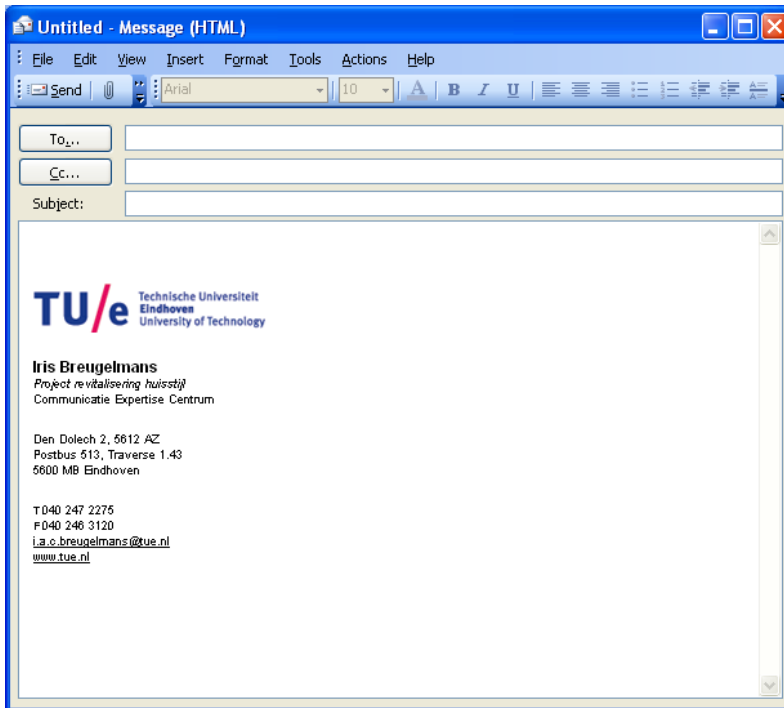 Untitled - Message (HTML)
File Edit View Insert Format Tools Actions Help
Send Arial 10 A B I U
To...
Cc...
Subject:
TU/e Technische Universiteit
Eindhoven
University of Technology
Iris Breugelmans
Project revitalisering huisstijl
Communicatie Expertise Centrum
Den Dolech 2, 5612 AZ
Postbus 513, Traverse 1.43
5600 MB Eindhoven
T 040 247 2275
F 040 246 3120
i.a.c.breugelmans@tue.nl
www.tue.nl